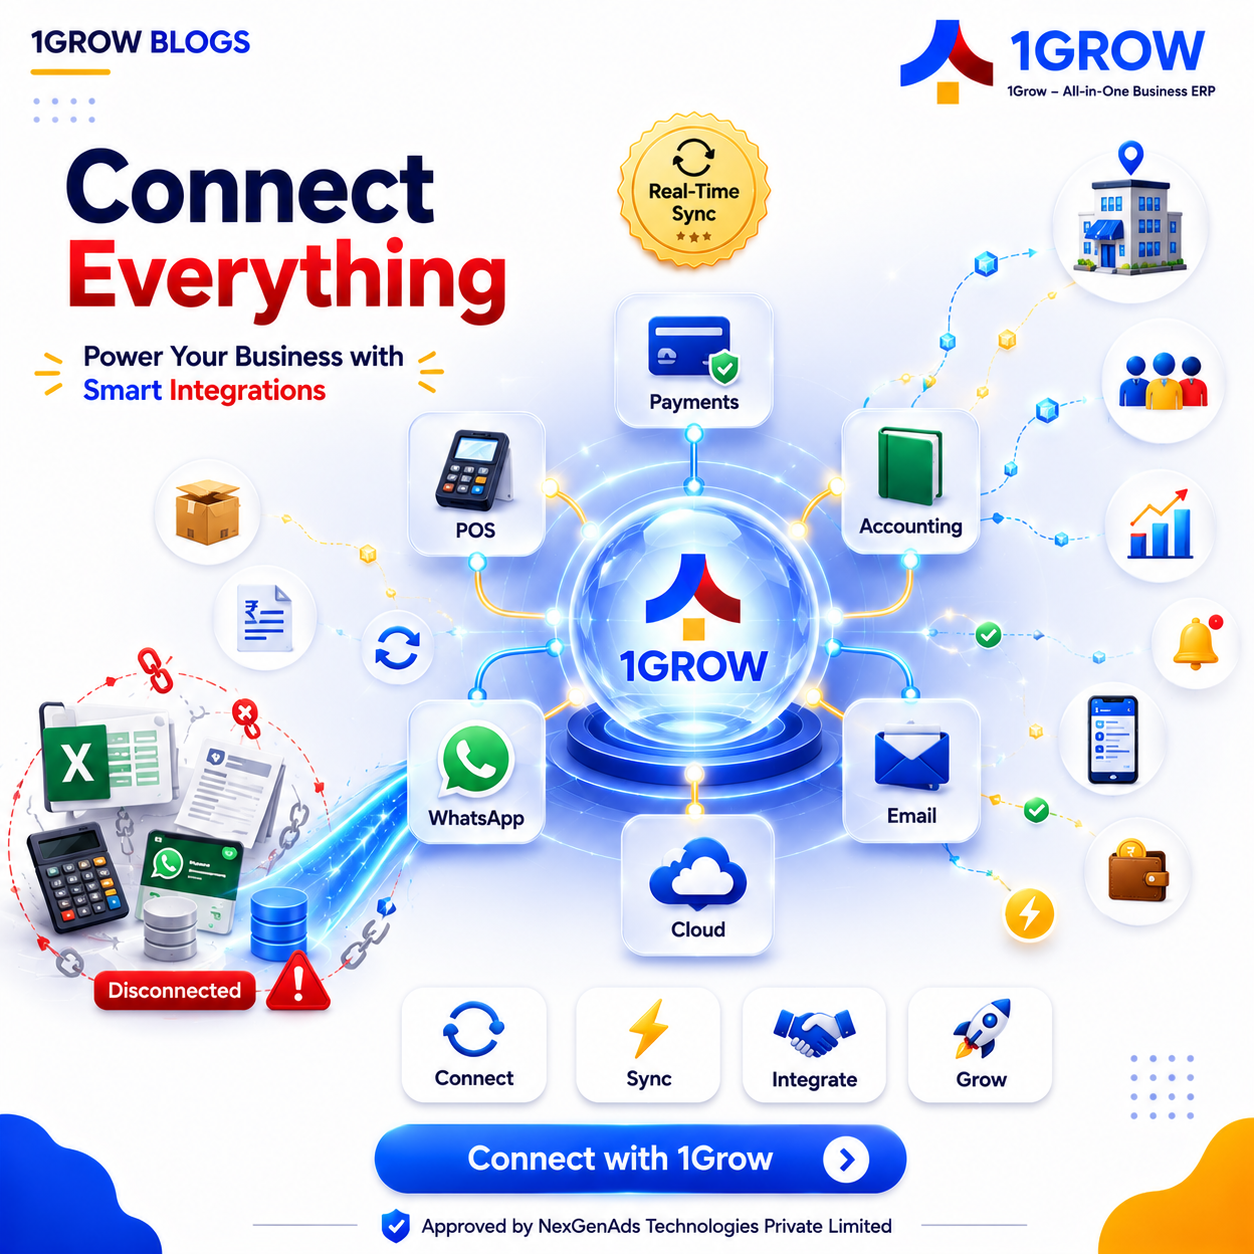 1GROW BLOGS
1GROW
1Grow – All-in-One Business ERP
Connect
Everything
Power Your Business with
Smart Integrations
Real-Time
Sync
Payments
POS
Accounting
1GROW
WhatsApp
Email
Cloud
X
₹
₹
Disconnected
Connect
Sync
Integrate
Grow
Connect with 1Grow
Approved by NexGenAds Technologies Private Limited